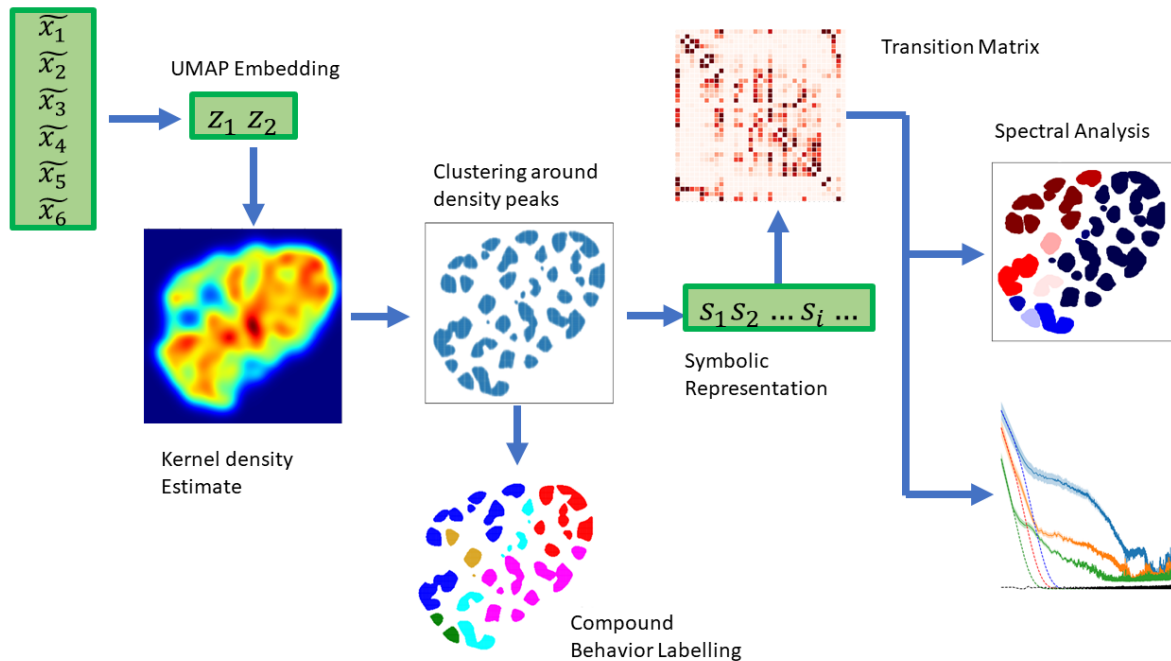 x̃₁
x̃₂
x̃₃
x̃₄
x̃₅
x̃₆
UMAP Embedding
z₁ z₂
Kernel density
Estimate
Clustering around
density peaks
Compound
Behavior Labelling
s₁ s₂ ... sᵢ ...
Symbolic
Representation
Transition Matrix
Spectral Analysis